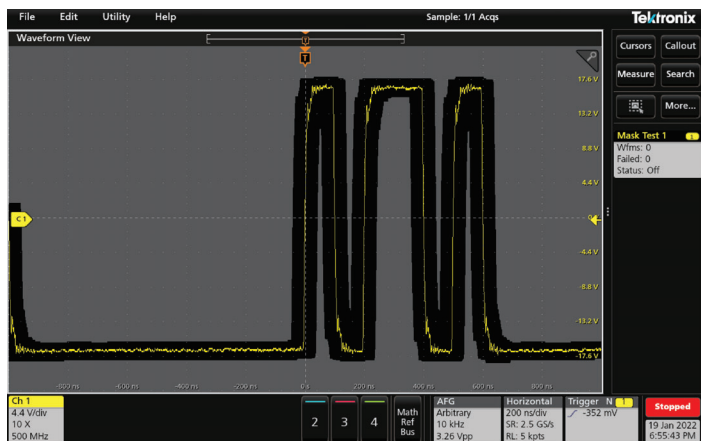 File Edit Utility Help Sample: 1/1 Acqs Tektronix
Waveform View
T
Cursors Callout
Measure Search
More...
Mask Test 1 1
Wfms: 0
Failed: 0
Status: Off
17.6 V
13.2 V
8.8 V
4.4 V
C1
-4.4 V
-8.8 V
-13.2 V
-17.6 V
-800 ns -600 ns -400 ns -200 ns 0 s 200 ns 400 ns 600 ns 800 ns
Ch 1
4.4 V/div
10 X
500 MHz
2 3 4
Math
Ref
Bus
AFG
Arbitrary
10 kHz
3.26 Vpp
Horizontal
200 ns/div
SR: 2.5 GS/s
RL: 5 kpts
Trigger N 1
-352 mV
Stopped
19 Jan 2022
6:55:43 PM